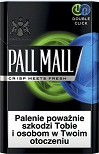 DOUBLE
CLICK
PALL MALL
CRISP MEETS FRESH
Palenie poważnie
szkodzi Tobie
i osobom w Twoim
otoczeniu